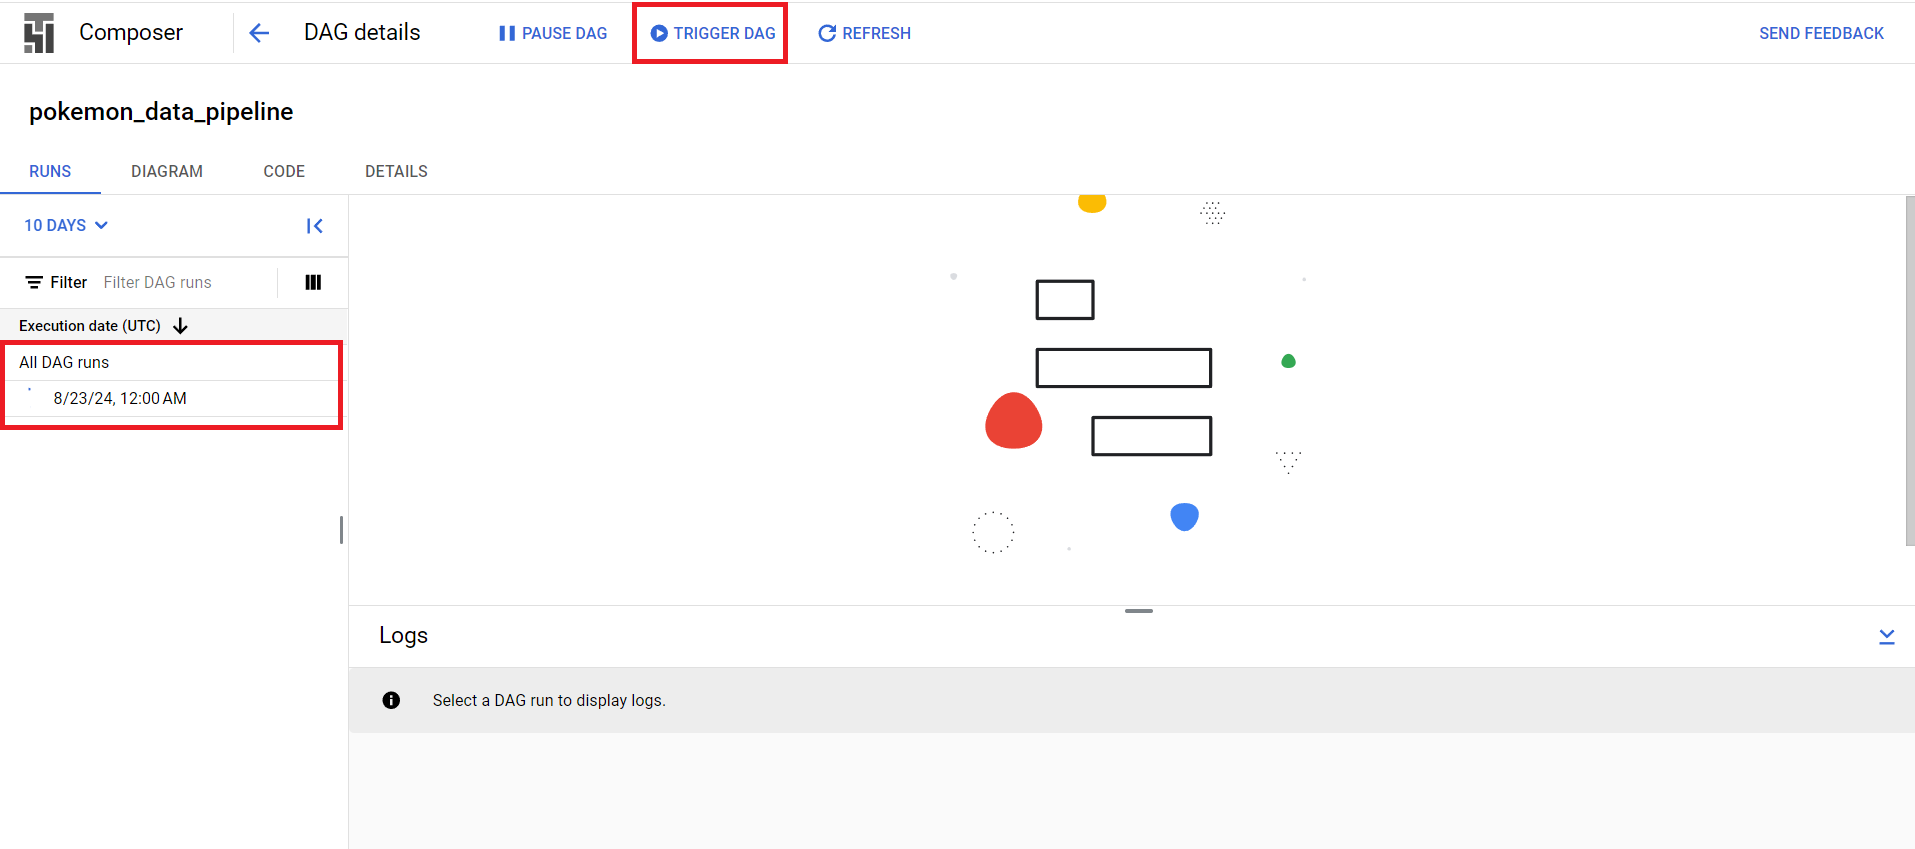 Composer
DAG details
PAUSE DAG
TRIGGER DAG
REFRESH
SEND FEEDBACK
pokemon_data_pipeline
RUNS
DIAGRAM
CODE
DETAILS
10 DAYS
Filter
Filter DAG runs
Execution date (UTC)
All DAG runs
8/23/24, 12:00 AM
Logs
Select a DAG run to display logs.